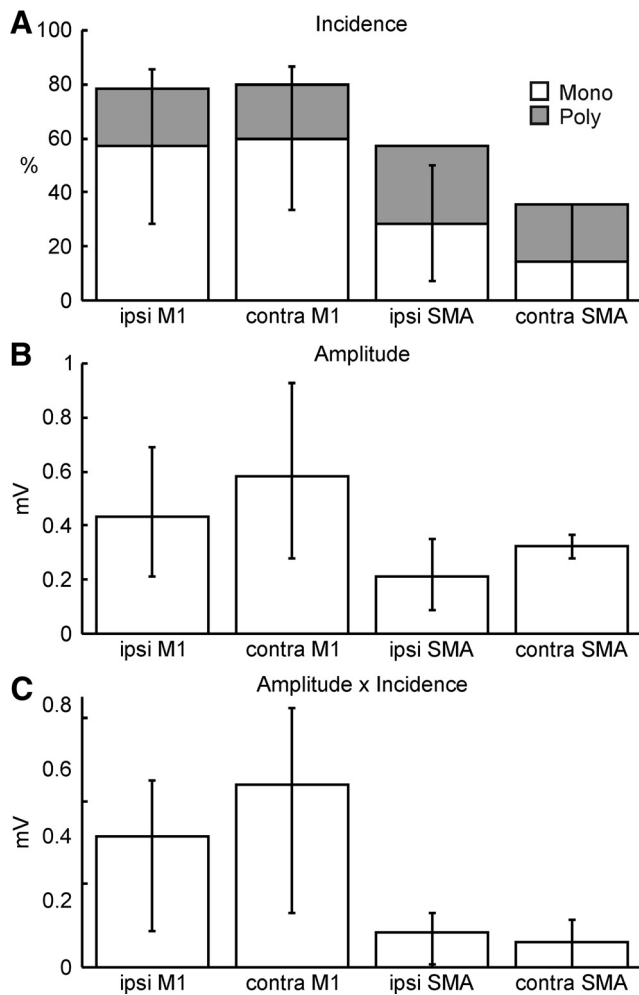 A
Incidence
100
80
60
%
40
20
0
Mono
Poly
ipsi M1 contra M1 ipsi SMA contra SMA
B
Amplitude
1
0.8
0.6
mV
0.4
0.2
0
ipsi M1 contra M1 ipsi SMA contra SMA
C
Amplitude x Incidence
0.8
0.6
mV
0.4
0.2
0
ipsi M1 contra M1 ipsi SMA contra SMA